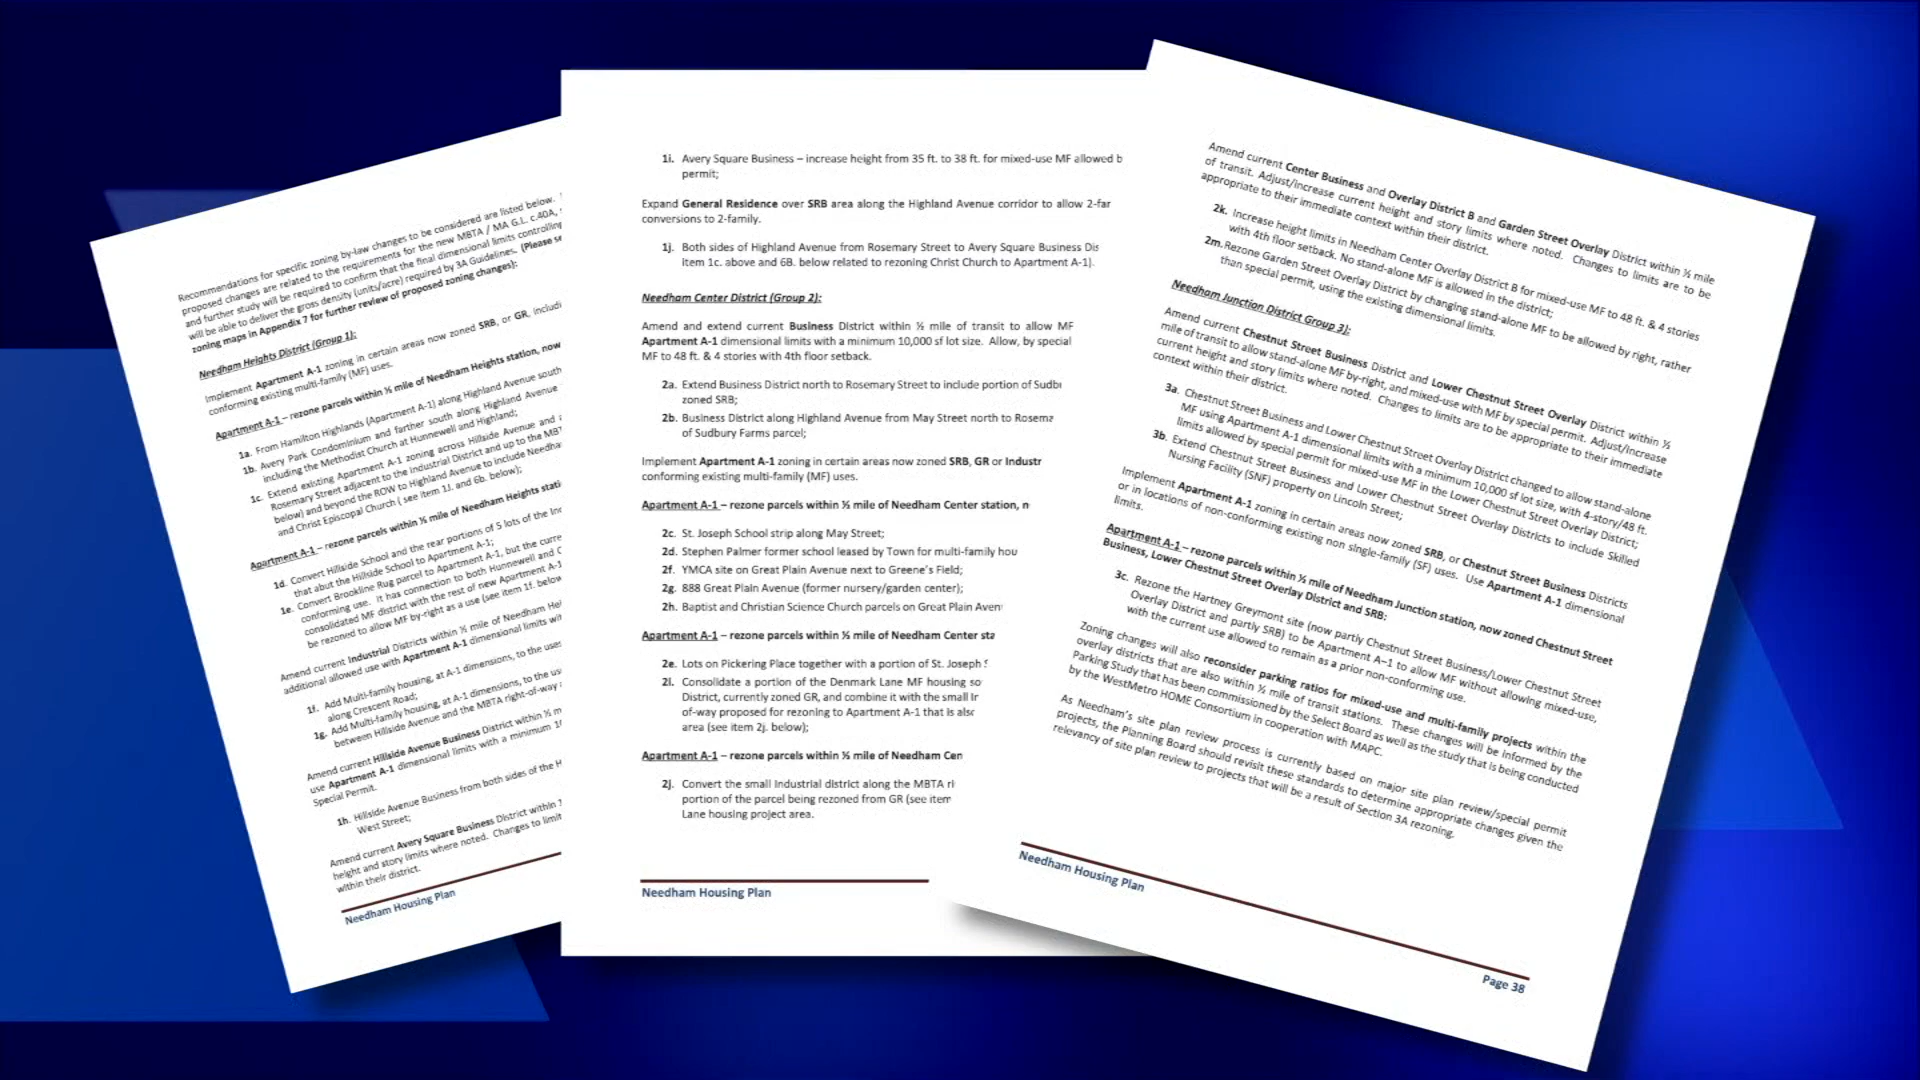 Recommendations for specific zoning by-law changes to be considered are listed below.
proposed changes are related to the requirements for the new MBTA / MA G.L. c.40A,
and further study will be required to confirm that the final dimensional limits controlling
will be able to deliver the gross density (units/acre) required by 3A Guidelines. (Please se
zoning maps in Appendix 7 for further review of proposed zoning changes):
Needham Heights District (Group 1):
Implement Apartment A-1 zoning in certain areas now zoned SRB, or GR, includi
conforming existing multi-family (MF) uses.
Apartment A-1 – rezone parcels within ½ mile of Needham Heights station, now
1a. From Hamilton Highlands (Apartment A-1) along Highland Avenue south
1b. Avery Park Condominium and farther south along Highland Avenue
including the Methodist Church at Hunnewell and Highland;
1c. Extend existing Apartment A-1 zoning across Hillside Avenue and
Rosemary Street adjacent to the Industrial District and up to the MBT
below) and beyond the ROW to Highland Avenue to include Needha
and Christ Episcopal Church ( see item 1J. and 6b. below);
Apartment A-1 – rezone parcels within ½ mile of Needham Heights stati
1d. Convert Hillside School and the rear portions of 5 lots of the Ind
that abut the Hillside School to Apartment A-1;
1e. Convert Brookline Rug parcel to Apartment A-1, but the curre
conforming use. It has connection to both Hunnewell and C
consolidated MF district with the rest of new Apartment A-1
be rezoned to allow MF by-right as a use (see item 1f. below
Amend current Industrial Districts within ½ mile of Needham Hei
additional allowed use with Apartment A-1 dimensional limits wit
1f. Add Multi-family housing, at A-1 dimensions, to the uses
along Crescent Road;
1g. Add Multi-family housing, at A-1 dimensions, to the us
between Hillside Avenue and the MBTA right-of-way
Amend current Hillside Avenue Business District within ½ m
use Apartment A-1 dimensional limits with a minimum 10
Special Permit.
1h. Hillside Avenue Business from both sides of the H
West Street;
Amend current Avery Square Business District within
height and story limits where noted. Changes to limit
within their district.
Needham Housing Plan
1i. Avery Square Business – increase height from 35 ft. to 38 ft. for mixed-use MF allowed b
permit;
Expand General Residence over SRB area along the Highland Avenue corridor to allow 2-far
conversions to 2-family.
1j. Both sides of Highland Avenue from Rosemary Street to Avery Square Business Dis
item 1c. above and 6B. below related to rezoning Christ Church to Apartment A-1).
Needham Center District (Group 2):
Amend and extend current Business District within ½ mile of transit to allow MF
Apartment A-1 dimensional limits with a minimum 10,000 sf lot size. Allow, by special
MF to 48 ft. & 4 stories with 4th floor setback.
2a. Extend Business District north to Rosemary Street to include portion of Sudbu
zoned SRB;
2b. Business District along Highland Avenue from May Street north to Rosema
of Sudbury Farms parcel;
Implement Apartment A-1 zoning in certain areas now zoned SRB, GR or Industr
conforming existing multi-family (MF) uses.
Apartment A-1 – rezone parcels within ½ mile of Needham Center station, n
2c. St. Joseph School strip along May Street;
2d. Stephen Palmer former school leased by Town for multi-family hou
2f. YMCA site on Great Plain Avenue next to Greene's Field;
2g. 888 Great Plain Avenue (former nursery/garden center);
2h. Baptist and Christian Science Church parcels on Great Plain Aven
Apartment A-1 – rezone parcels within ½ mile of Needham Center sta
2e. Lots on Pickering Place together with a portion of St. Joseph S
2i. Consolidate a portion of the Denmark Lane MF housing so
District, currently zoned GR, and combine it with the small Ir
of-way proposed for rezoning to Apartment A-1 that is also
area (see item 2j. below);
Apartment A-1 – rezone parcels within ½ mile of Needham Cen
2j. Convert the small Industrial district along the MBTA ri
portion of the parcel being rezoned from GR (see item
Lane housing project area.
Needham Housing Plan
Amend current Center Business and Overlay District B and Garden Street Overlay District within ½ mile
of transit. Adjust/increase current height and story limits where noted. Changes to limits are to be
appropriate to their immediate context within their district.
2k. Increase height limits in Needham Center Overlay District B for mixed-use MF to 48 ft. & 4 stories
with 4th floor setback. No stand-alone MF is allowed in the district;
2m. Rezone Garden Street Overlay District by changing stand-alone MF to be allowed by right, rather
than special permit, using the existing dimensional limits.
Needham Junction District Group 3):
Amend current Chestnut Street Business District and Lower Chestnut Street Overlay District within ½
mile of transit to allow stand-alone MF by-right, and mixed-use with MF by special permit. Adjust/Increase
current height and story limits where noted. Changes to limits are to be appropriate to their immediate
context within their district.
3a. Chestnut Street Business and Lower Chestnut Street Overlay District changed to allow stand-alone
MF using Apartment A-1 dimensional limits with a minimum 10,000 sf lot size, with 4-story/48 ft.
limits allowed by special permit for mixed-use MF in the Lower Chestnut Street Overlay District;
3b. Extend Chestnut Street Business and Lower Chestnut Street Overlay Districts to include Skilled
Nursing Facility (SNF) property on Lincoln Street;
Implement Apartment A-1 zoning in certain areas now zoned SRB, or Chestnut Street Business Districts
or in locations of non-conforming existing non single-family (SF) uses. Use Apartment A-1 dimensional
limits.
Apartment A-1 – rezone parcels within ½ mile of Needham Junction station, now zoned Chestnut Street
Business, Lower Chestnut Street Overlay District and SRB:
3c. Rezone the Hartney Greymont site (now partly Chestnut Street Business/Lower Chestnut Street
Overlay District and partly SRB) to be Apartment A–1 to allow MF without allowing mixed-use,
with the current use allowed to remain as a prior non-conforming use.
Zoning changes will also reconsider parking ratios for mixed-use and multi-family projects within the
overlay districts that are also within ½ mile of transit stations. These changes will be informed by the
Parking Study that has been commissioned by the Select Board as well as the study that is being conducted
by the WestMetro HOME Consortium in cooperation with MAPC.
As Needham's site plan review process is currently based on major site plan review/special permit
projects, the Planning Board should revisit these standards to determine appropriate changes given the
relevancy of site plan review to projects that will be a result of Section 3A rezoning.
Needham Housing Plan
Page 38